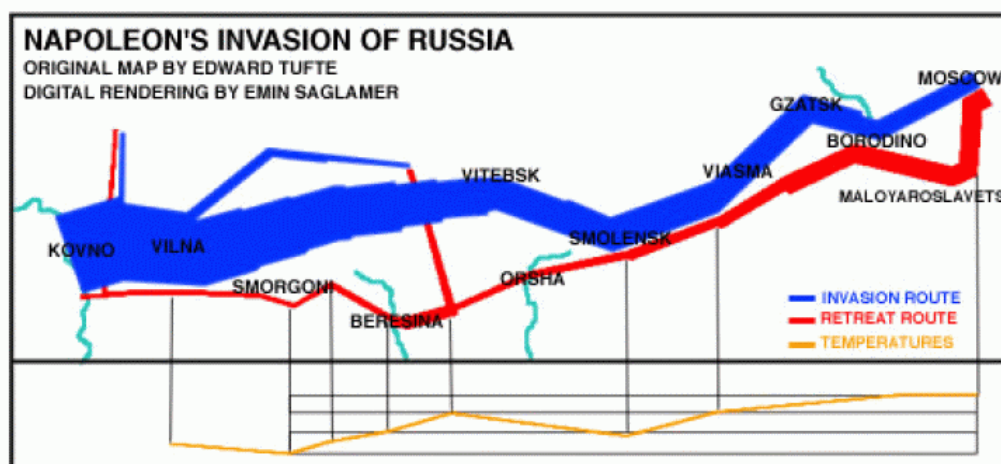 NAPOLEON'S INVASION OF RUSSIA
ORIGINAL MAP BY EDWARD TUFTE
DIGITAL RENDERING BY EMIN SAGLAMER
MOSCOW
GZATSK
BORODINO
VITEBSK
VIASMA
MALOYAROSLAVETS
KOVNO
VILNA
SMOLENSK
SMORGONI
ORSHA
BERESINA
INVASION ROUTE
RETREAT ROUTE
TEMPERATURES